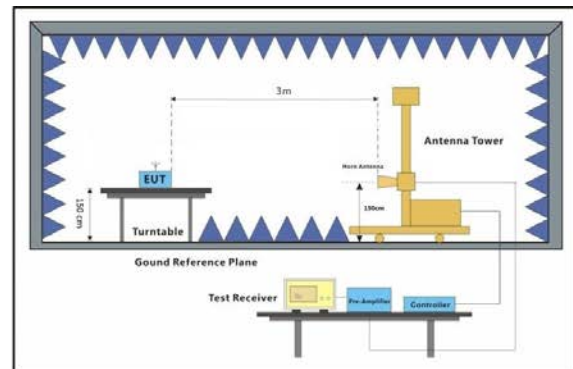 3m
Antenna Tower
Horn Antenna
EUT
150 cm
150cm
Turntable
Gound Reference Plane
Test Receiver
Pre-Amplifier
Controller